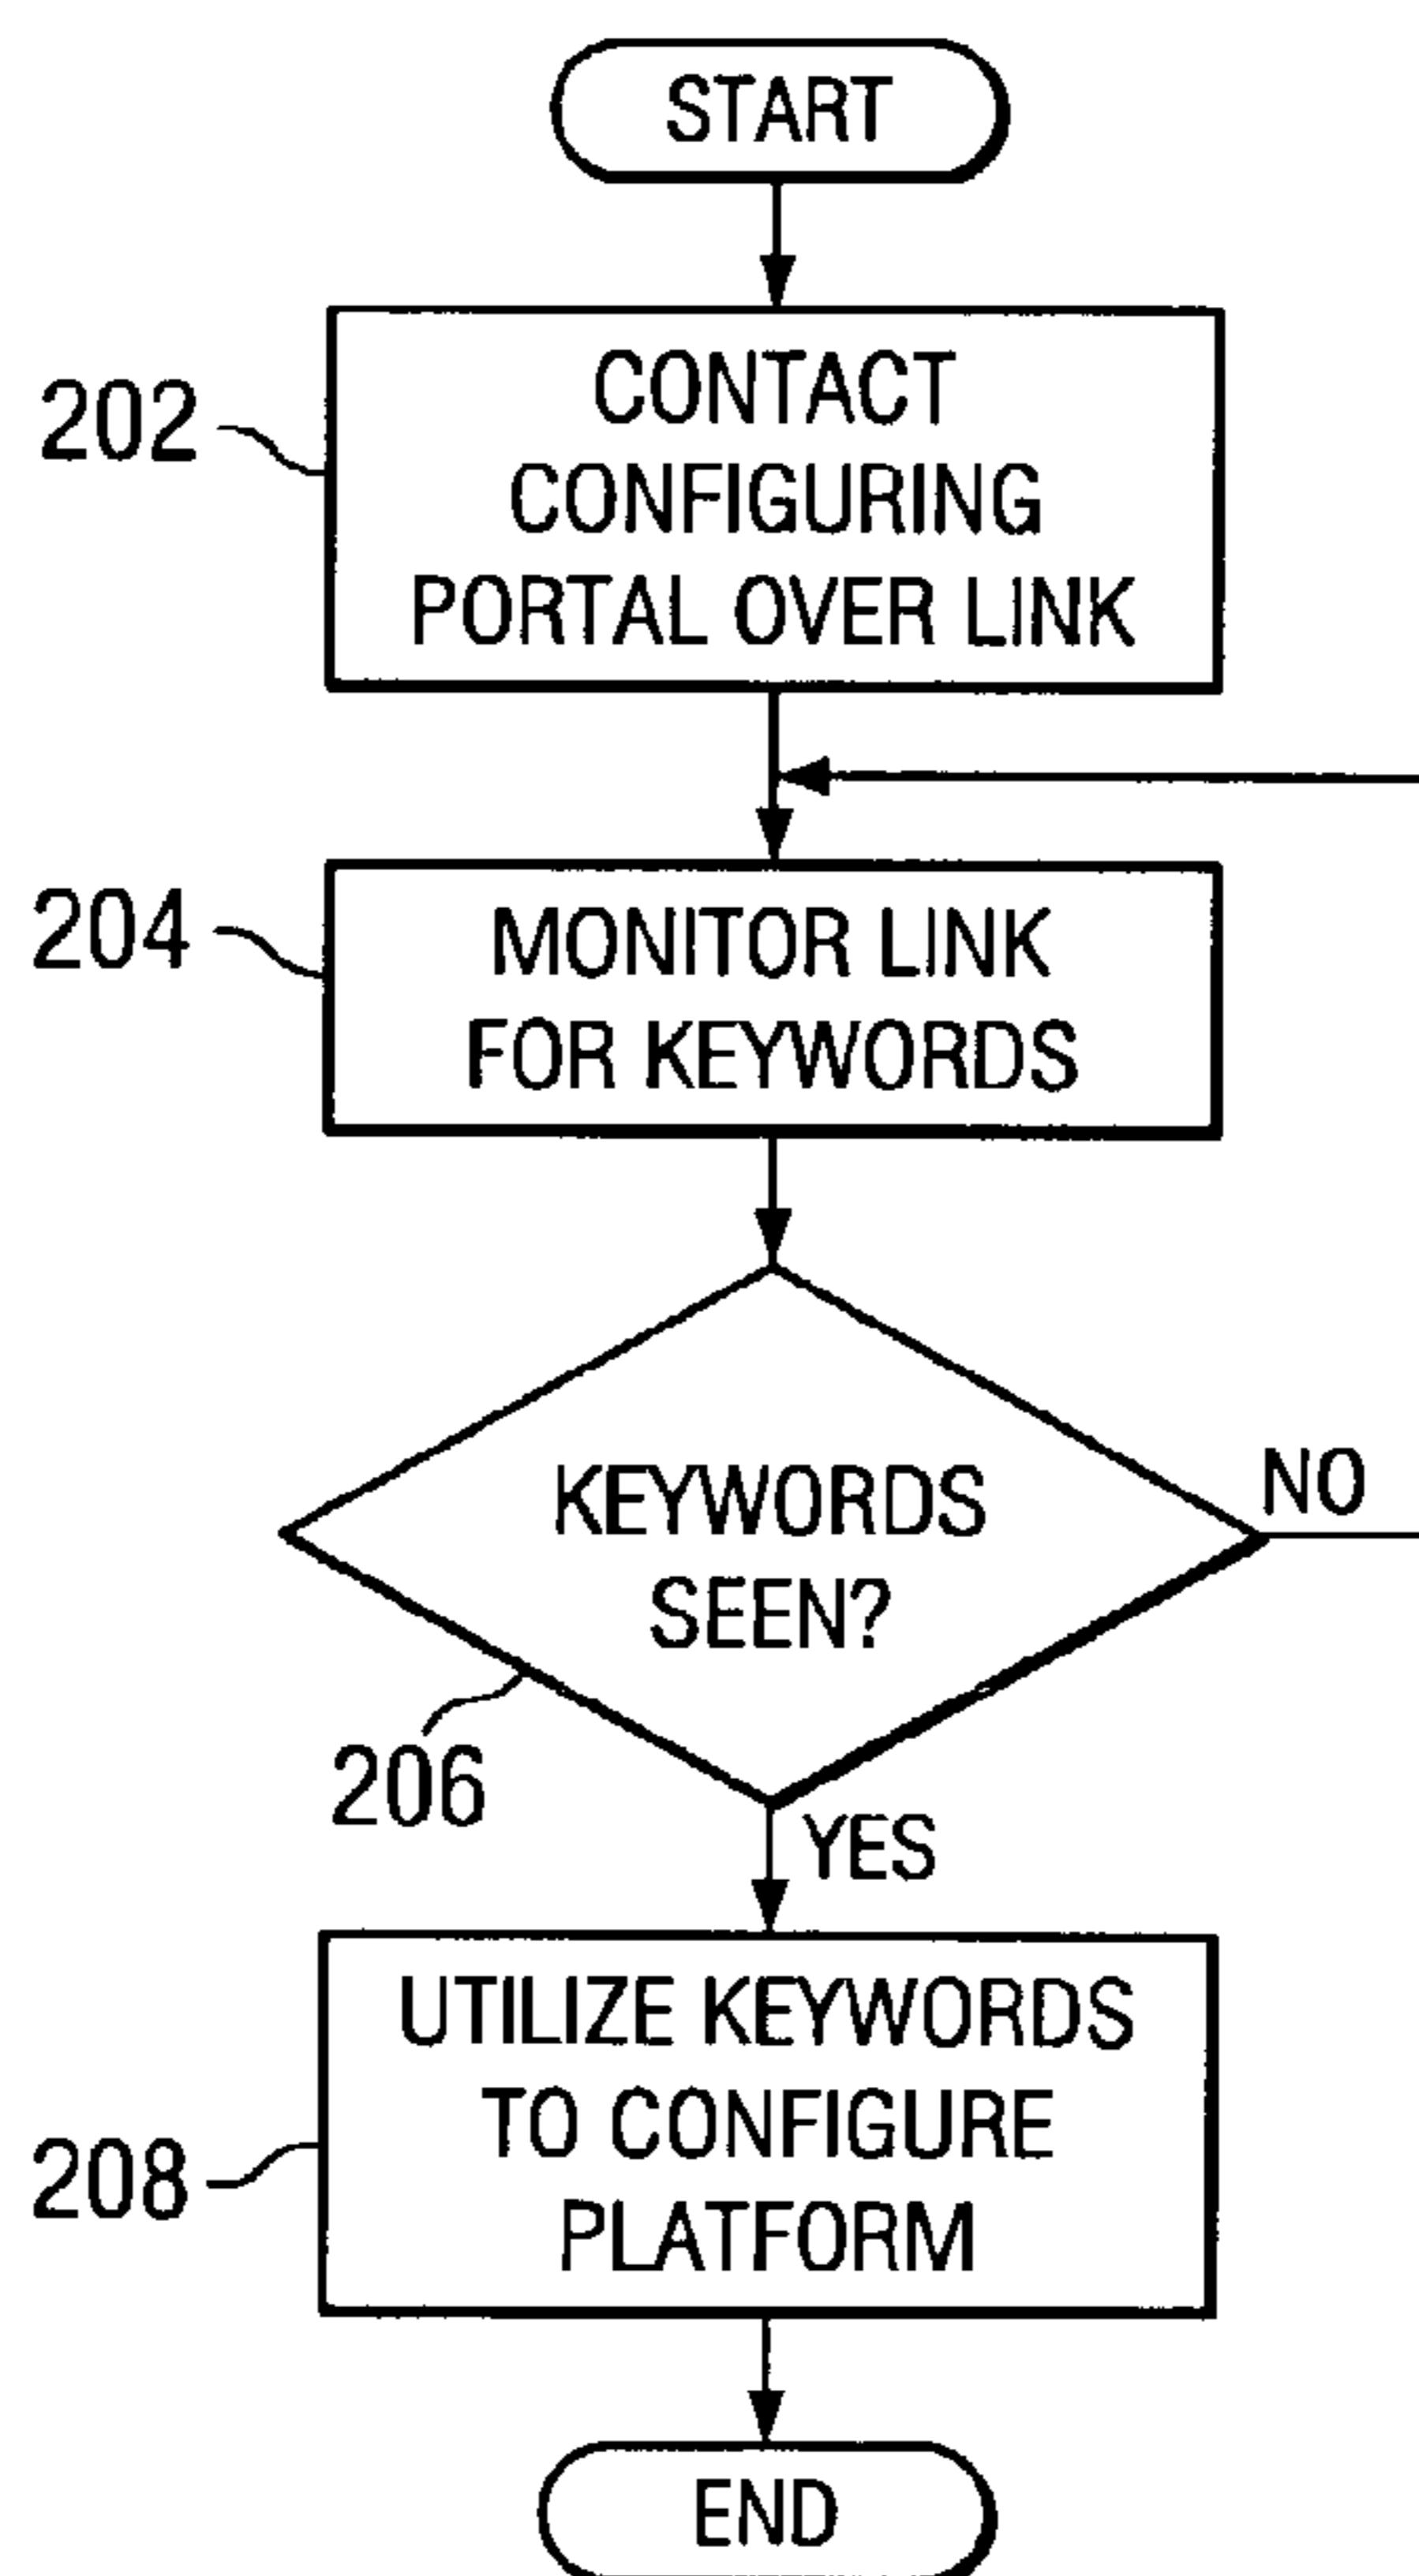 START
202
CONTACT
CONFIGURING
PORTAL OVER LINK
204
MONITOR LINK
FOR KEYWORDS
KEYWORDS
SEEN?
NO
206
YES
UTILIZE KEYWORDS
TO CONFIGURE
PLATFORM
208
END